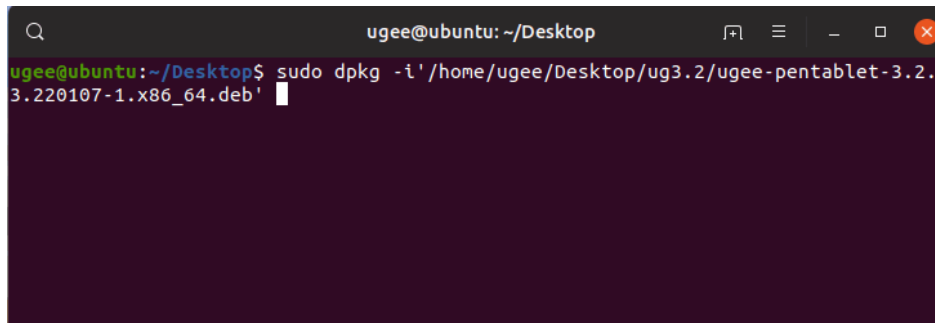 ugee@ubuntu: ~/Desktop
ugee@ubuntu:~/Desktop$ sudo dpkg -i'/home/ugee/Desktop/ug3.2/ugee-pentablet-3.2.
3.220107-1.x86_64.deb'